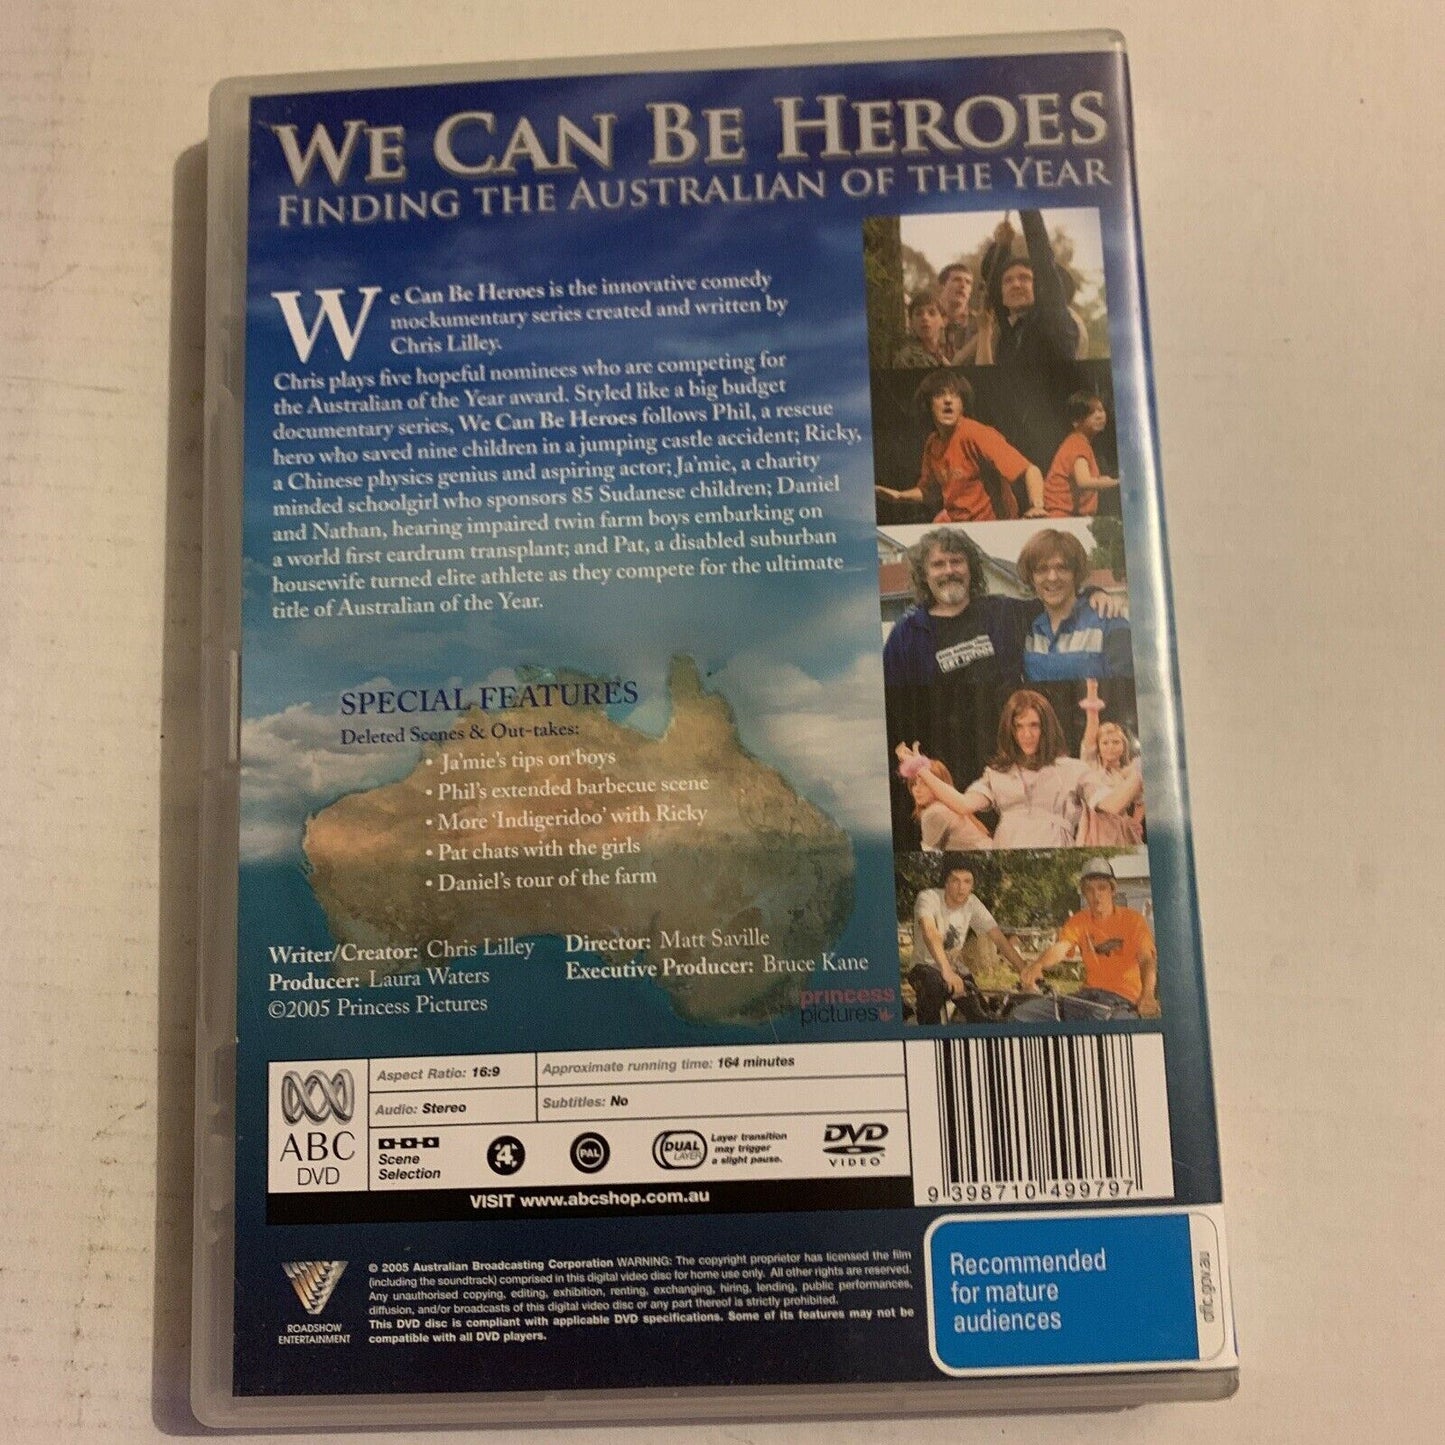 WE CAN BE HEROES
FINDING THE AUSTRALIAN OF THE YEAR
We Can Be Heroes is the innovative comedy
mockumentary series created and written by
Chris Lilley.
Chris plays five hopeful nominees who are competing for
the Australian of the Year award. Styled like a big budget
documentary series, We Can Be Heroes follows Phil, a rescue
hero who saved nine children in a jumping castle accident; Ricky,
a Chinese physics genius and aspiring actor; Ja'mie, a charity
minded schoolgirl who sponsors 85 Sudanese children; Daniel
and Nathan, hearing impaired twin farm boys embarking on
a world first eardrum transplant; and Pat, a disabled suburban
housewife turned elite athlete as they compete for the ultimate
title of Australian of the Year.
SPECIAL FEATURES
Deleted Scenes & Out-takes:
• Ja'mie's tips on boys
• Phil's extended barbecue scene
• More 'Indigeridoo' with Ricky
• Pat chats with the girls
• Daniel's tour of the farm
Writer/Creator: Chris Lilley Director: Matt Saville
Producer: Laura Waters Executive Producer: Bruce Kane
©2005 Princess Pictures
princess
pictures
Aspect Ratio: 16:9 Approximate running time: 164 minutes
Audio: Stereo Subtitles: No
ABC
DVD
Scene
Selection
4
PAL
DUAL
LAYER
Layer transition
may trigger
a slight pause.
DVD
VIDEO
VISIT www.abcshop.com.au
9 398710 499797
ROADSHOW
ENTERTAINMENT
© 2005 Australian Broadcasting Corporation WARNING: The copyright proprietor has licensed the film
(including the soundtrack) comprised in this digital video disc for home use only. All other rights are reserved.
Any unauthorised copying, editing, exhibition, renting, exchanging, hiring, lending, public performances,
diffusion, and/or broadcasts of this digital video disc or any part thereof is strictly prohibited.
This DVD disc is compliant with applicable DVD specifications. Some of its features may not be
compatible with all DVD players.
Recommended
for mature
audiences
oflc.gov.au